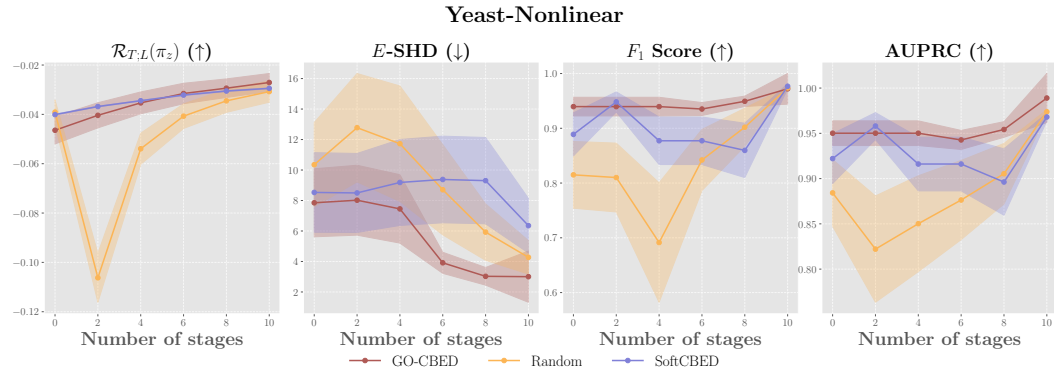 Yeast-Nonlinear
$\mathcal{R}_{T;L}(\pi_z)$ (↑)
−0.02
−0.04
−0.06
−0.08
−0.10
−0.12
0 2 4 6 8 10
Number of stages
E-SHD (↓)
16
14
12
10
8
6
4
2
0 2 4 6 8 10
Number of stages
$F_1$ Score (↑)
1.0
0.9
0.8
0.7
0.6
0 2 4 6 8 10
Number of stages
AUPRC (↑)
1.00
0.95
0.90
0.85
0.80
0 2 4 6 8 10
Number of stages
GO-CBED Random SoftCBED